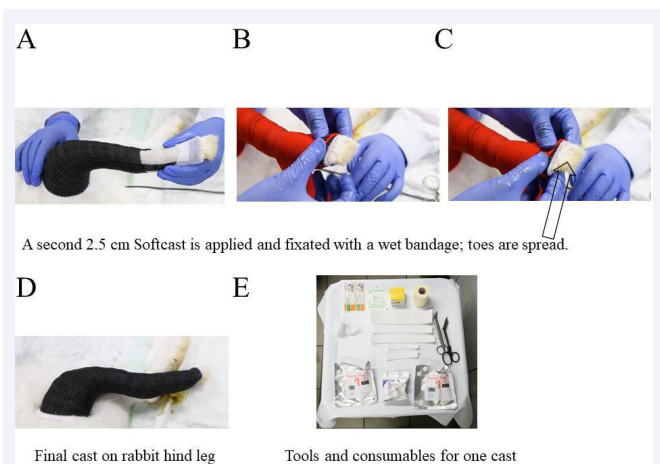 A
B
C
A second 2.5 cm Softcast is applied and fixated with a wet bandage; toes are spread.
D
E
Final cast on rabbit hind leg
Tools and consumables for one cast